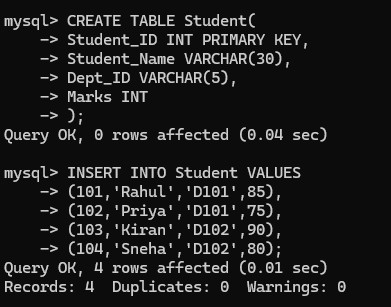 mysql> CREATE TABLE Student(
    -> Student_ID INT PRIMARY KEY,
    -> Student_Name VARCHAR(30),
    -> Dept_ID VARCHAR(5),
    -> Marks INT
    -> );
Query OK, 0 rows affected (0.04 sec)

mysql> INSERT INTO Student VALUES
    -> (101,'Rahul','D101',85),
    -> (102,'Priya','D101',75),
    -> (103,'Kiran','D102',90),
    -> (104,'Sneha','D102',80);
Query OK, 4 rows affected (0.01 sec)
Records: 4  Duplicates: 0  Warnings: 0